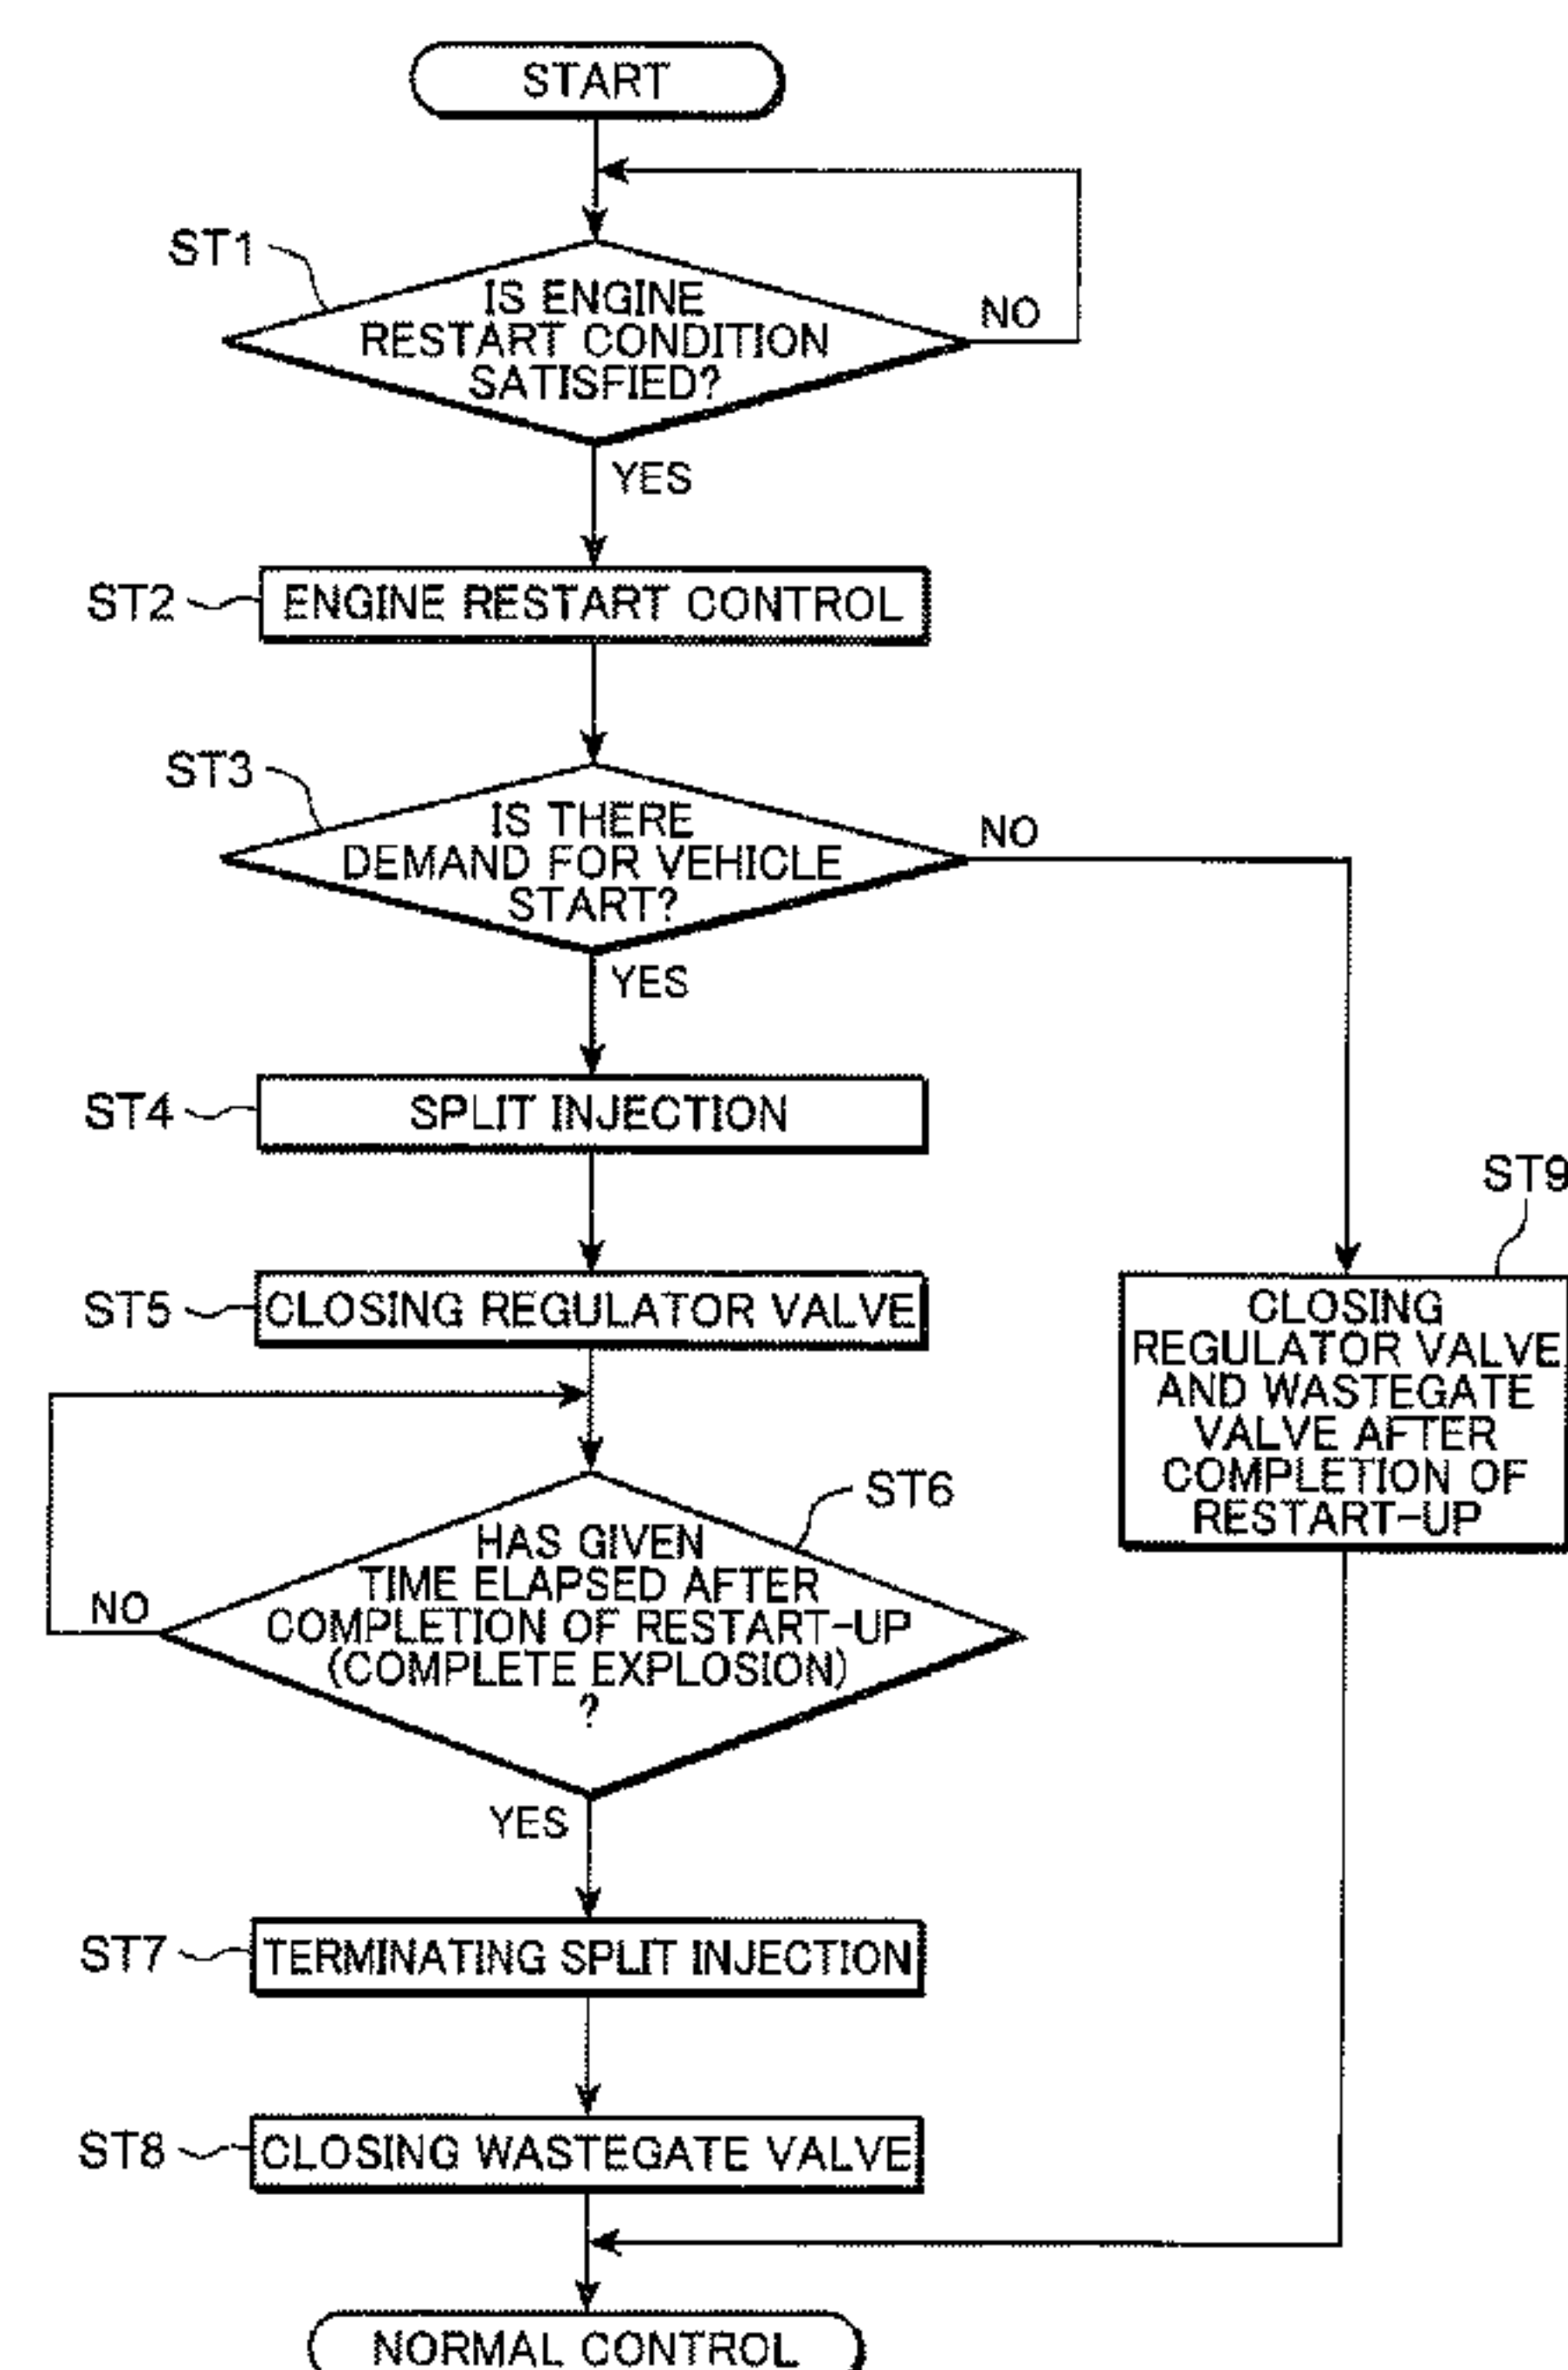 START
ST1
IS ENGINE
RESTART CONDITION
SATISFIED?
NO
YES
ST2
ENGINE RESTART CONTROL
ST3
IS THERE
DEMAND FOR VEHICLE
START?
NO
YES
ST4
SPLIT INJECTION
ST5
CLOSING REGULATOR VALVE
ST9
CLOSING
REGULATOR VALVE
AND WASTEGATE
VALVE AFTER
COMPLETION OF
RESTART-UP
ST6
HAS GIVEN
TIME ELAPSED AFTER
COMPLETION OF RESTART-UP
(COMPLETE EXPLOSION)
?
NO
YES
ST7
TERMINATING SPLIT INJECTION
ST8
CLOSING WASTEGATE VALVE
NORMAL CONTROL